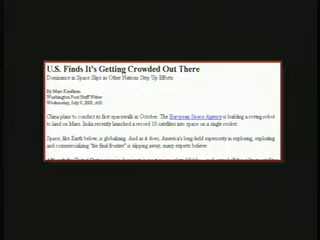 U.S. Finds It's Getting Crowded Out There
Dominance in Space Slips as Other Nations Step Up Efforts
By Marc Kaufman
Washington Post Staff Writer
Wednesday, July 9, 2008; A01
China plans to conduct its first spacewalk in October. The European Space Agency is building a roving robot
to land on Mars. India recently launched a record 10 satellites into space on a single rocket.
Space, like Earth below, is globalizing. And as it does, America's long-held superiority in exploring, exploiting
and commercializing "the final frontier" is slipping away, many experts believe.